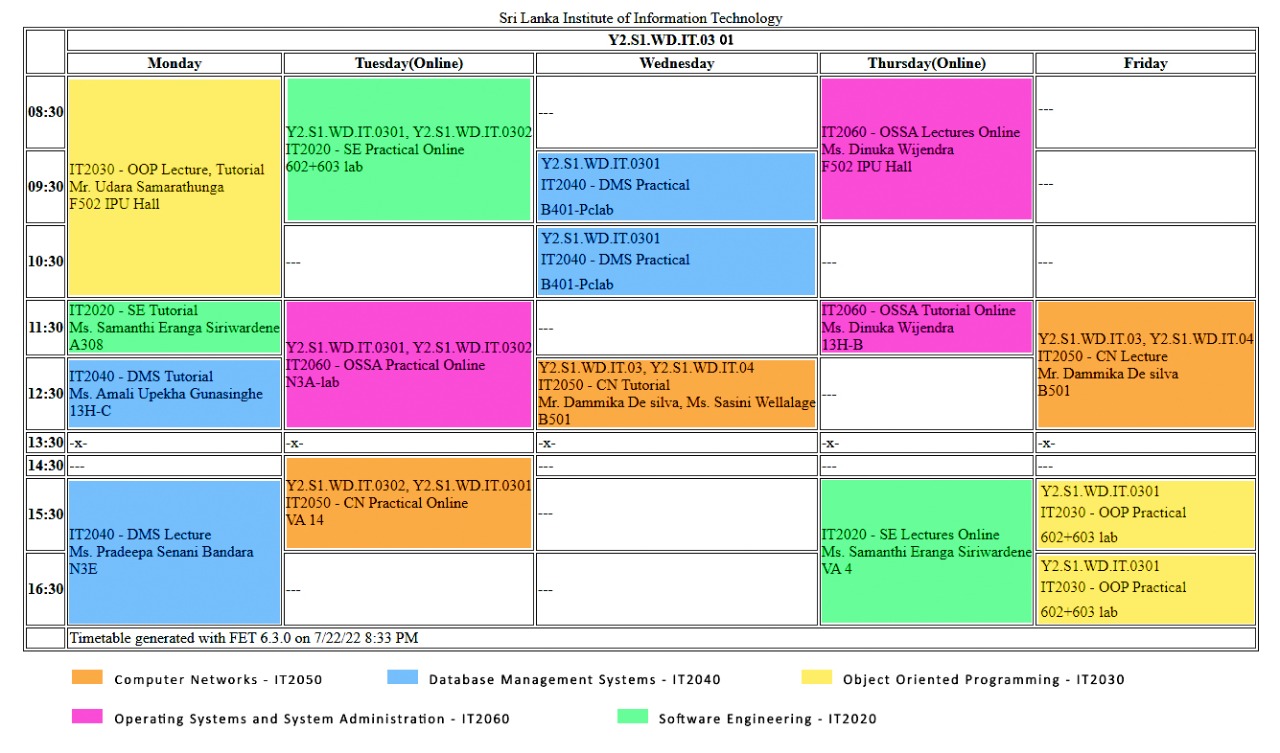 Sri Lanka Institute of Information Technology
Y2.S1.WD.IT.03 01
Monday
Tuesday(Online)
Wednesday
Thursday(Online)
Friday
08:30
IT2030 - OOP Lecture, Tutorial
Mr. Udara Samarathunga
F502 IPU Hall
Y2.S1.WD.IT.0301, Y2.S1.WD.IT.0302
IT2020 - SE Practical Online
602+603 lab
---
IT2060 - OSSA Lectures Online
Ms. Dinuka Wijendra
F502 IPU Hall
---
09:30
Y2.S1.WD.IT.0301
IT2040 - DMS Practical
B401-Pclab
---
10:30
---
Y2.S1.WD.IT.0301
IT2040 - DMS Practical
B401-Pclab
---
---
11:30
IT2020 - SE Tutorial
Ms. Samanthi Eranga Siriwardene
A308
Y2.S1.WD.IT.0301, Y2.S1.WD.IT.0302
IT2060 - OSSA Practical Online
N3A-lab
---
IT2060 - OSSA Tutorial Online
Ms. Dinuka Wijendra
13H-B
Y2.S1.WD.IT.03, Y2.S1.WD.IT.04
IT2050 - CN Lecture
Mr. Dammika De silva
B501
12:30
IT2040 - DMS Tutorial
Ms. Amali Upekha Gunasinghe
13H-C
Y2.S1.WD.IT.03, Y2.S1.WD.IT.04
IT2050 - CN Tutorial
Mr. Dammika De silva, Ms. Sasini Wellalage
B501
---
13:30
-x-
-x-
-x-
-x-
-x-
14:30
---
Y2.S1.WD.IT.0302, Y2.S1.WD.IT.0301
IT2050 - CN Practical Online
VA 14
---
---
---
15:30
IT2040 - DMS Lecture
Ms. Pradeepa Senani Bandara
N3E
---
IT2020 - SE Lectures Online
Ms. Samanthi Eranga Siriwardene
VA 4
Y2.S1.WD.IT.0301
IT2030 - OOP Practical
602+603 lab
16:30
---
---
Y2.S1.WD.IT.0301
IT2030 - OOP Practical
602+603 lab
Timetable generated with FET 6.3.0 on 7/22/22 8:33 PM
Computer Networks - IT2050
Database Management Systems - IT2040
Object Oriented Programming - IT2030
Operating Systems and System Administration - IT2060
Software Engineering - IT2020